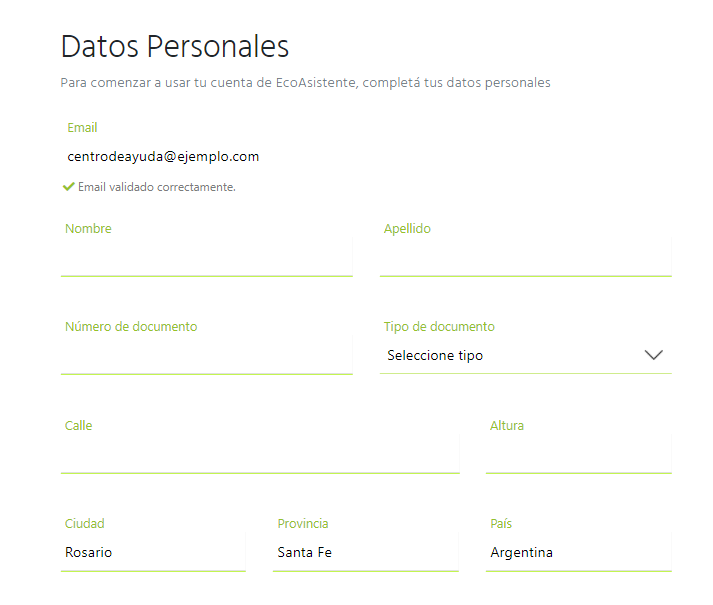 Datos Personales
Para comenzar a usar tu cuenta de EcoAsistente, completá tus datos personales
Email
centrodeayuda@ejemplo.com
Email validado correctamente.
Nombre Apellido
Número de documento Tipo de documento
Seleccione tipo
Calle Altura
Ciudad Provincia País
Rosario Santa Fe Argentina